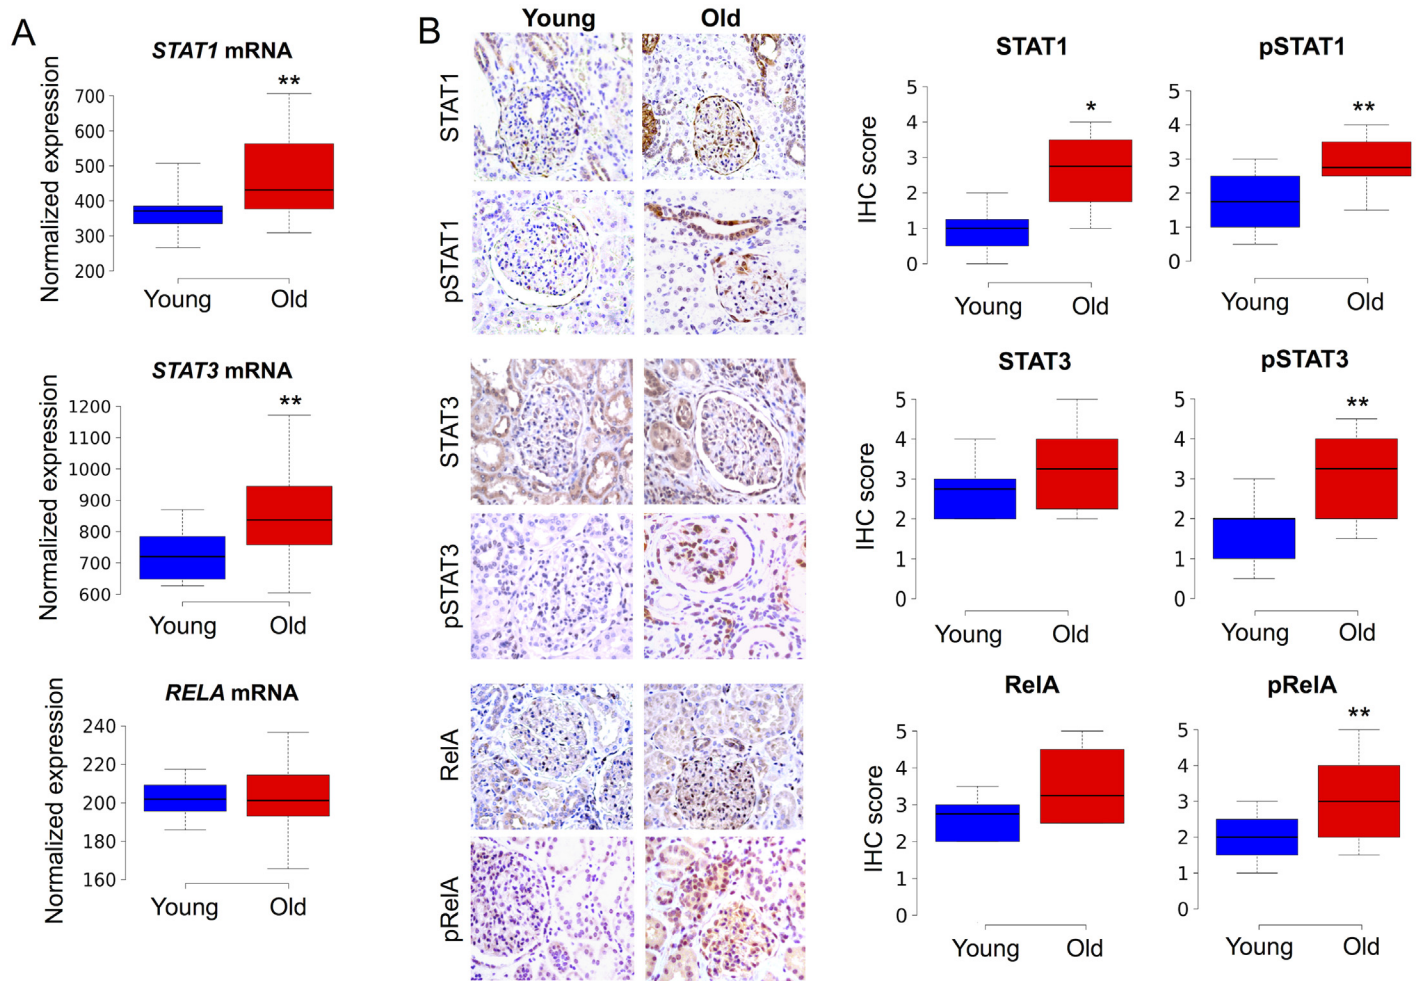 A
STAT1 mRNA
**
Normalized expression
700
600
500
400
300
200
Young Old
STAT3 mRNA
**
Normalized expression
1200
1000
900
800
700
600
Young Old
RELA mRNA
Normalized expression
240
220
200
180
160
Young Old
B
Young Old
STAT1
pSTAT1
STAT3
pSTAT3
RelA
pRelA
STAT1
*
IHC score
5
4
3
2
1
0
Young Old
pSTAT1
**
5
4
3
2
1
0
Young Old
STAT3
IHC score
5
4
3
2
1
0
Young Old
pSTAT3
**
5
4
3
2
1
0
Young Old
RelA
IHC score
5
4
3
2
1
0
Young Old
pRelA
**
5
4
3
2
1
0
Young Old